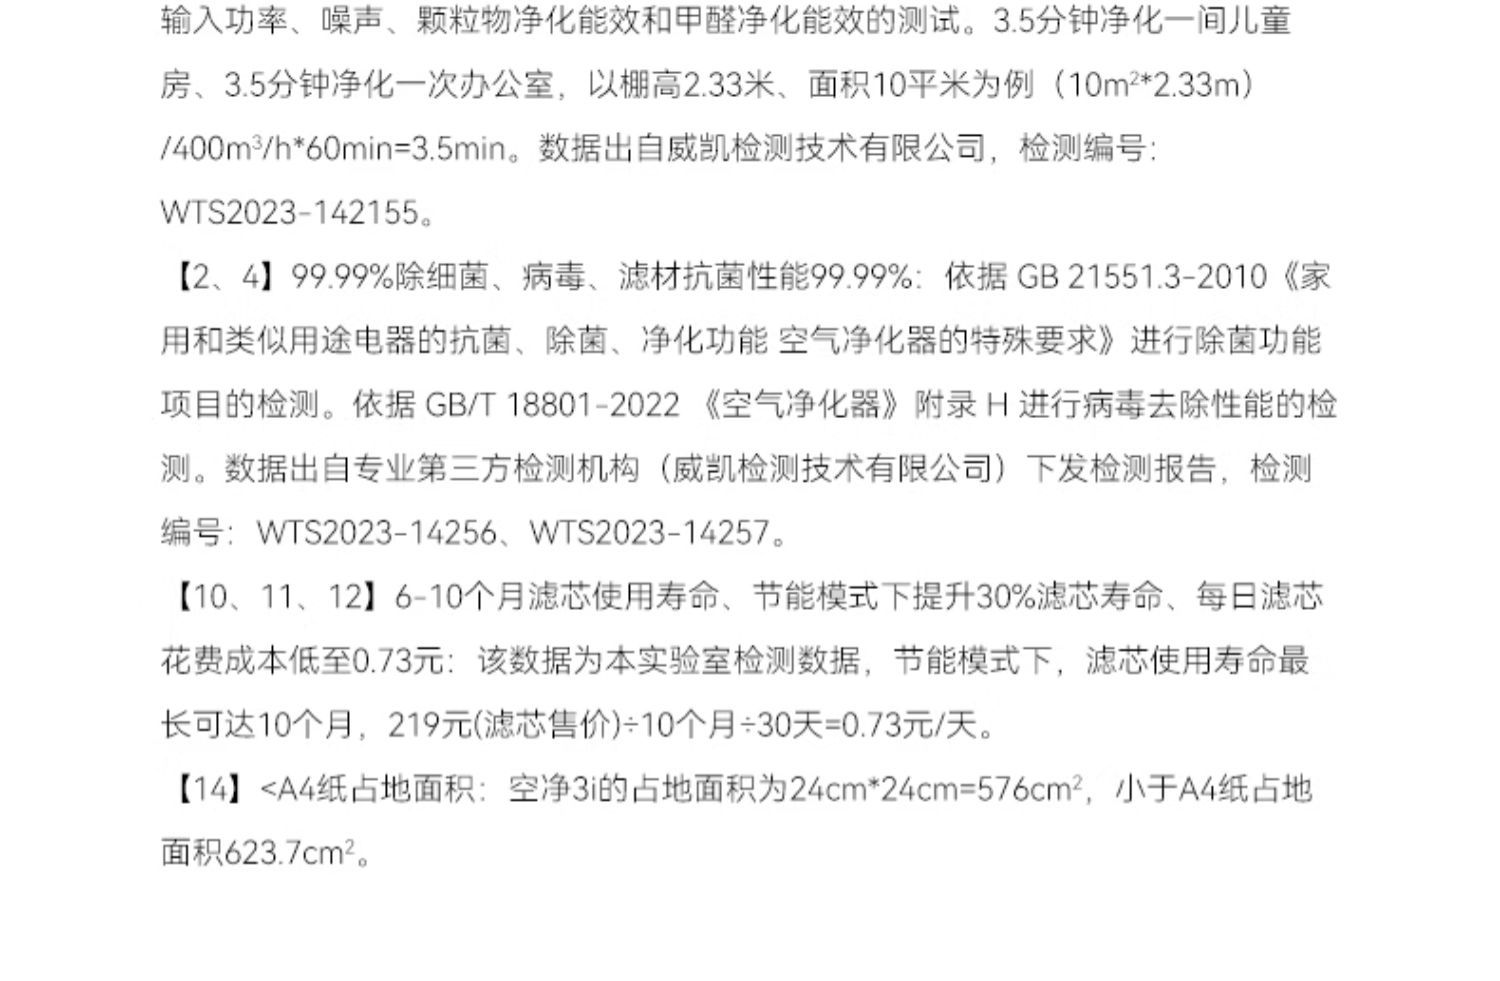 输入功率、噪声、颗粒物净化能效和甲醛净化能效的测试。3.5分钟净化一间儿童
房、3.5分钟净化一次办公室，以棚高2.33米、面积10平米为例（10m²*2.33m）
/400m³/h*60min=3.5min。数据出自威凯检测技术有限公司，检测编号：
WTS2023-142155。
【2、4】99.99%除细菌、病毒、滤材抗菌性能99.99%：依据 GB 21551.3-2010《家
用和类似用途电器的抗菌、除菌、净化功能 空气净化器的特殊要求》进行除菌功能
项目的检测。依据 GB/T 18801-2022 《空气净化器》附录 H 进行病毒去除性能的检
测。数据出自专业第三方检测机构（威凯检测技术有限公司）下发检测报告，检测
编号：WTS2023-14256、WTS2023-14257。
【10、11、12】6-10个月滤芯使用寿命、节能模式下提升30%滤芯寿命、每日滤芯
花费成本低至0.73元：该数据为本实验室检测数据，节能模式下，滤芯使用寿命最
长可达10个月，219元(滤芯售价)÷10个月÷30天=0.73元/天。
【14】<A4纸占地面积：空净3i的占地面积为24cm*24cm=576cm²，小于A4纸占地
面积623.7cm²。